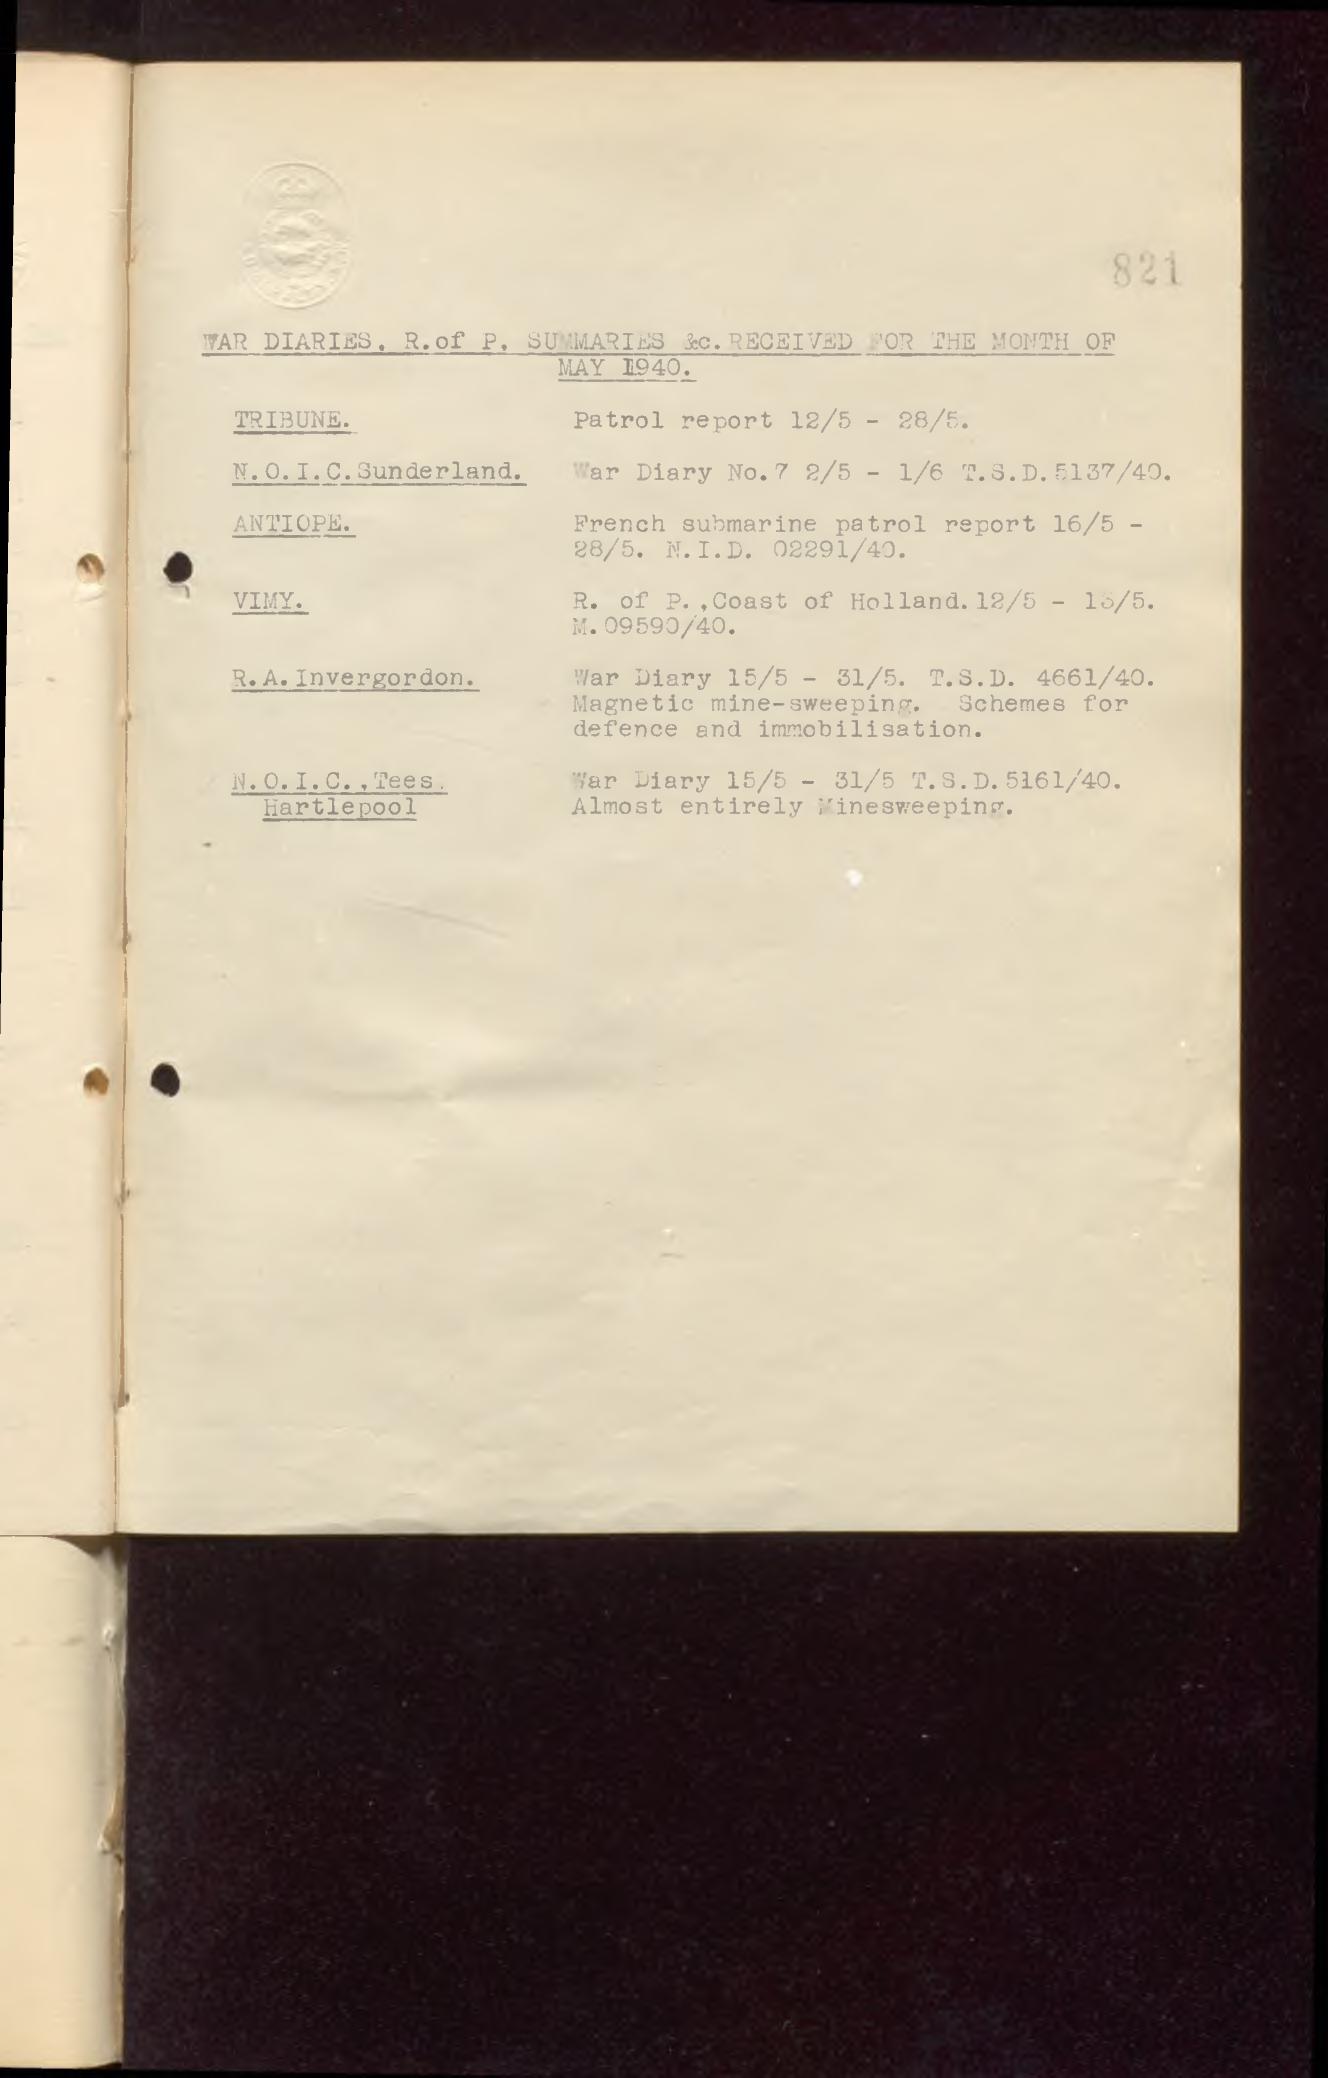 821
WAR DIARIES, R.of P. SUMMARIES &c. RECEIVED FOR THE MONTH OF
MAY 1940.
TRIBUNE. Patrol report 12/5 - 28/5.
N.O.I.C.Sunderland. War Diary No.7 2/5 - 1/6 T.S.D.5137/40.
ANTIOPE. French submarine patrol report 16/5 -
28/5. N.I.D. 02291/40.
VIMY. R. of P.,Coast of Holland. 12/5 -
M.09590/40.
R.A.Invergordon. War Diary 15/5 - 31/5. T.S.D. 4661/40.
Magnetic mine-sweeping. Schemes for
defence and immobilisation.
N.O.I.C.,Tees. War Diary 15/5 - 31/5 T.S.D.5161/40.
Hartlepool Almost entirely Minesweeping.